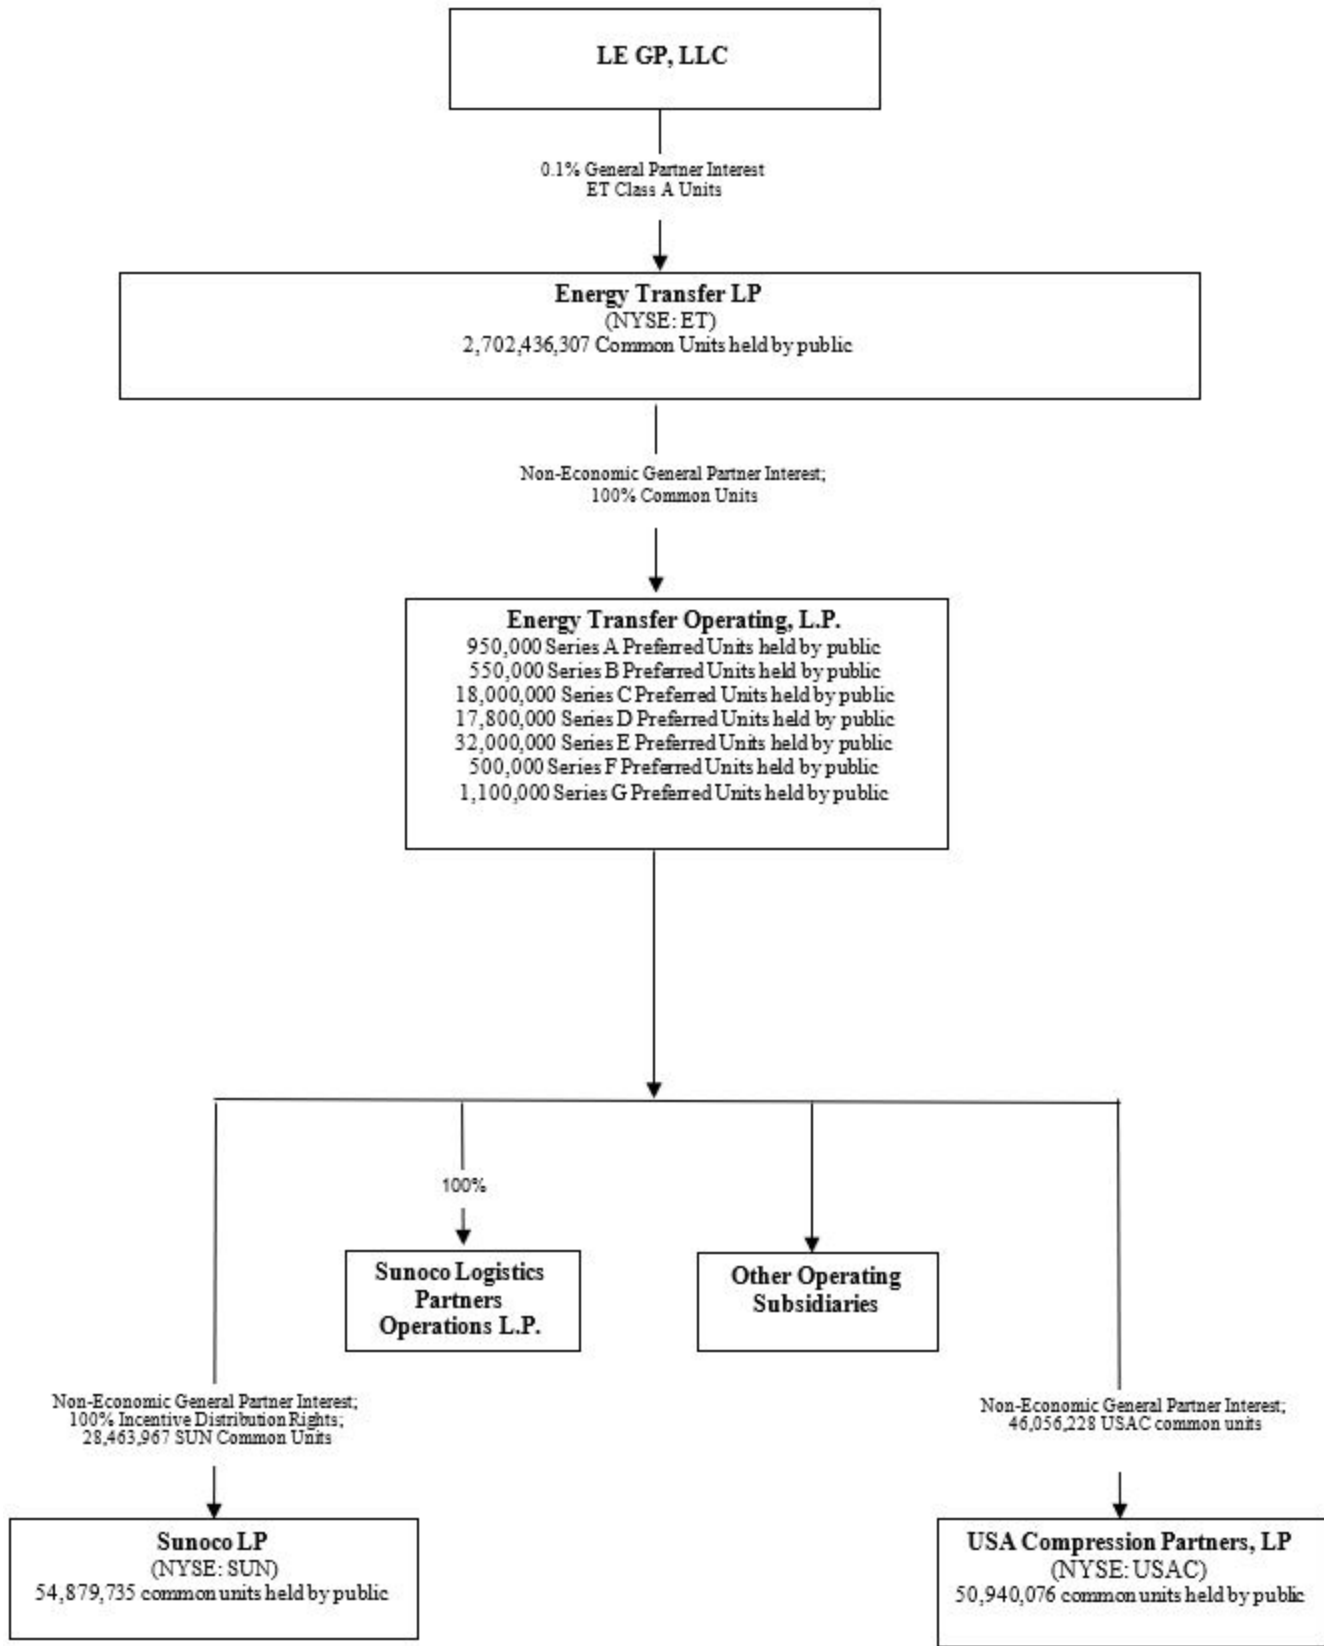 LE GP, LLC
0.1% General Partner Interest
ET Class A Units
Energy Transfer LP
(NYSE: ET)
2,702,436,307 Common Units held by public
Non-Economic General Partner Interest;
100% Common Units
Energy Transfer Operating, L.P.
950,000 Series A Preferred Units held by public
550,000 Series B Preferred Units held by public
18,000,000 Series C Preferred Units held by public
17,800,000 Series D Preferred Units held by public
32,000,000 Series E Preferred Units held by public
500,000 Series F Preferred Units held by public
1,100,000 Series G Preferred Units held by public
100%
Sunoco Logistics
Partners
Operations L.P.
Other Operating
Subsidiaries
Non-Economic General Partner Interest;
100% Incentive Distribution Rights;
28,463,967 SUN Common Units
Non-Economic General Partner Interest;
46,056,228 USAC common units
Sunoco LP
(NYSE: SUN)
54,879,735 common units held by public
USA Compression Partners, LP
(NYSE: USAC)
50,940,076 common units held by public